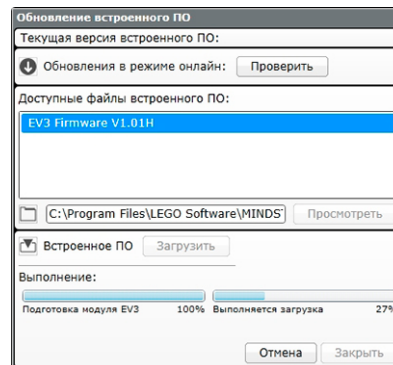 Обновление встроенного ПО
Текущая версия встроенного ПО:
Обновления в режиме онлайн: Проверить
Доступные файлы встроенного ПО:
EV3 Firmware V1.01H
C:\Program Files\LEGO Software\MINDS Просмотреть
Встроенное ПО Загрузить
Выполнение:
Подготовка модуля EV3 100% Выполняется загрузка 27%
Отмена Закрыть